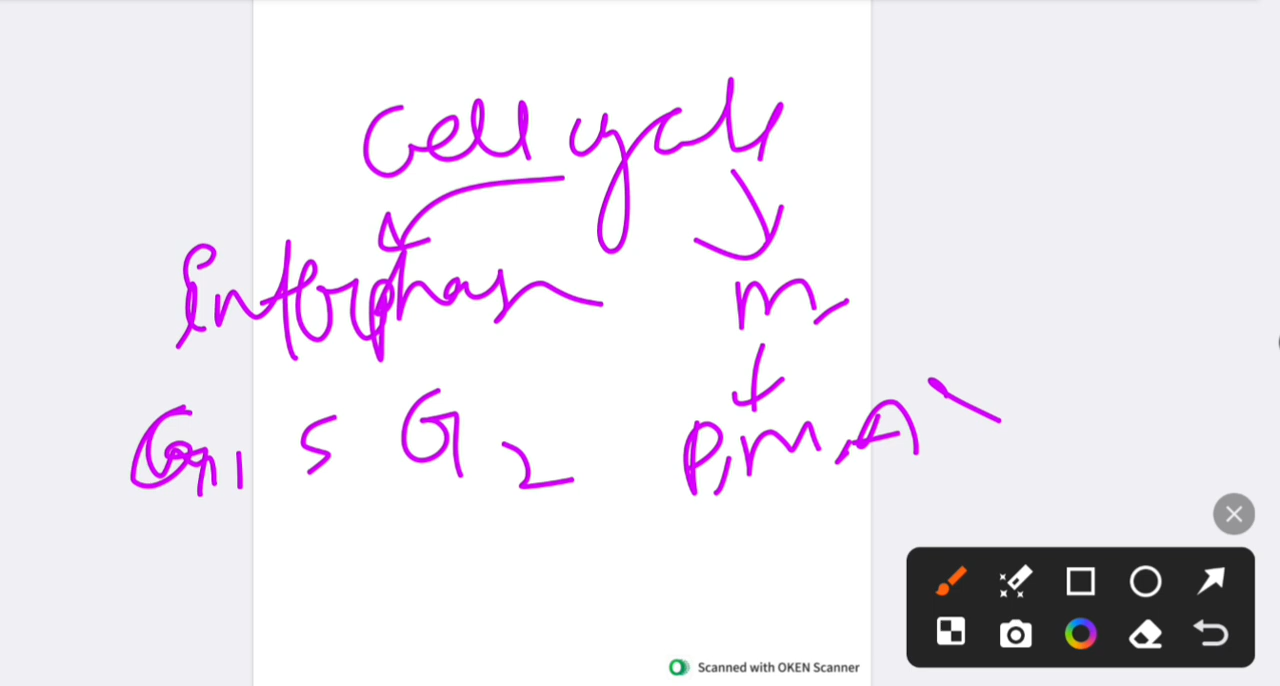 Cell cycle
Interphase M
G1 S G2 P, M, A
Scanned with OKEN Scanner